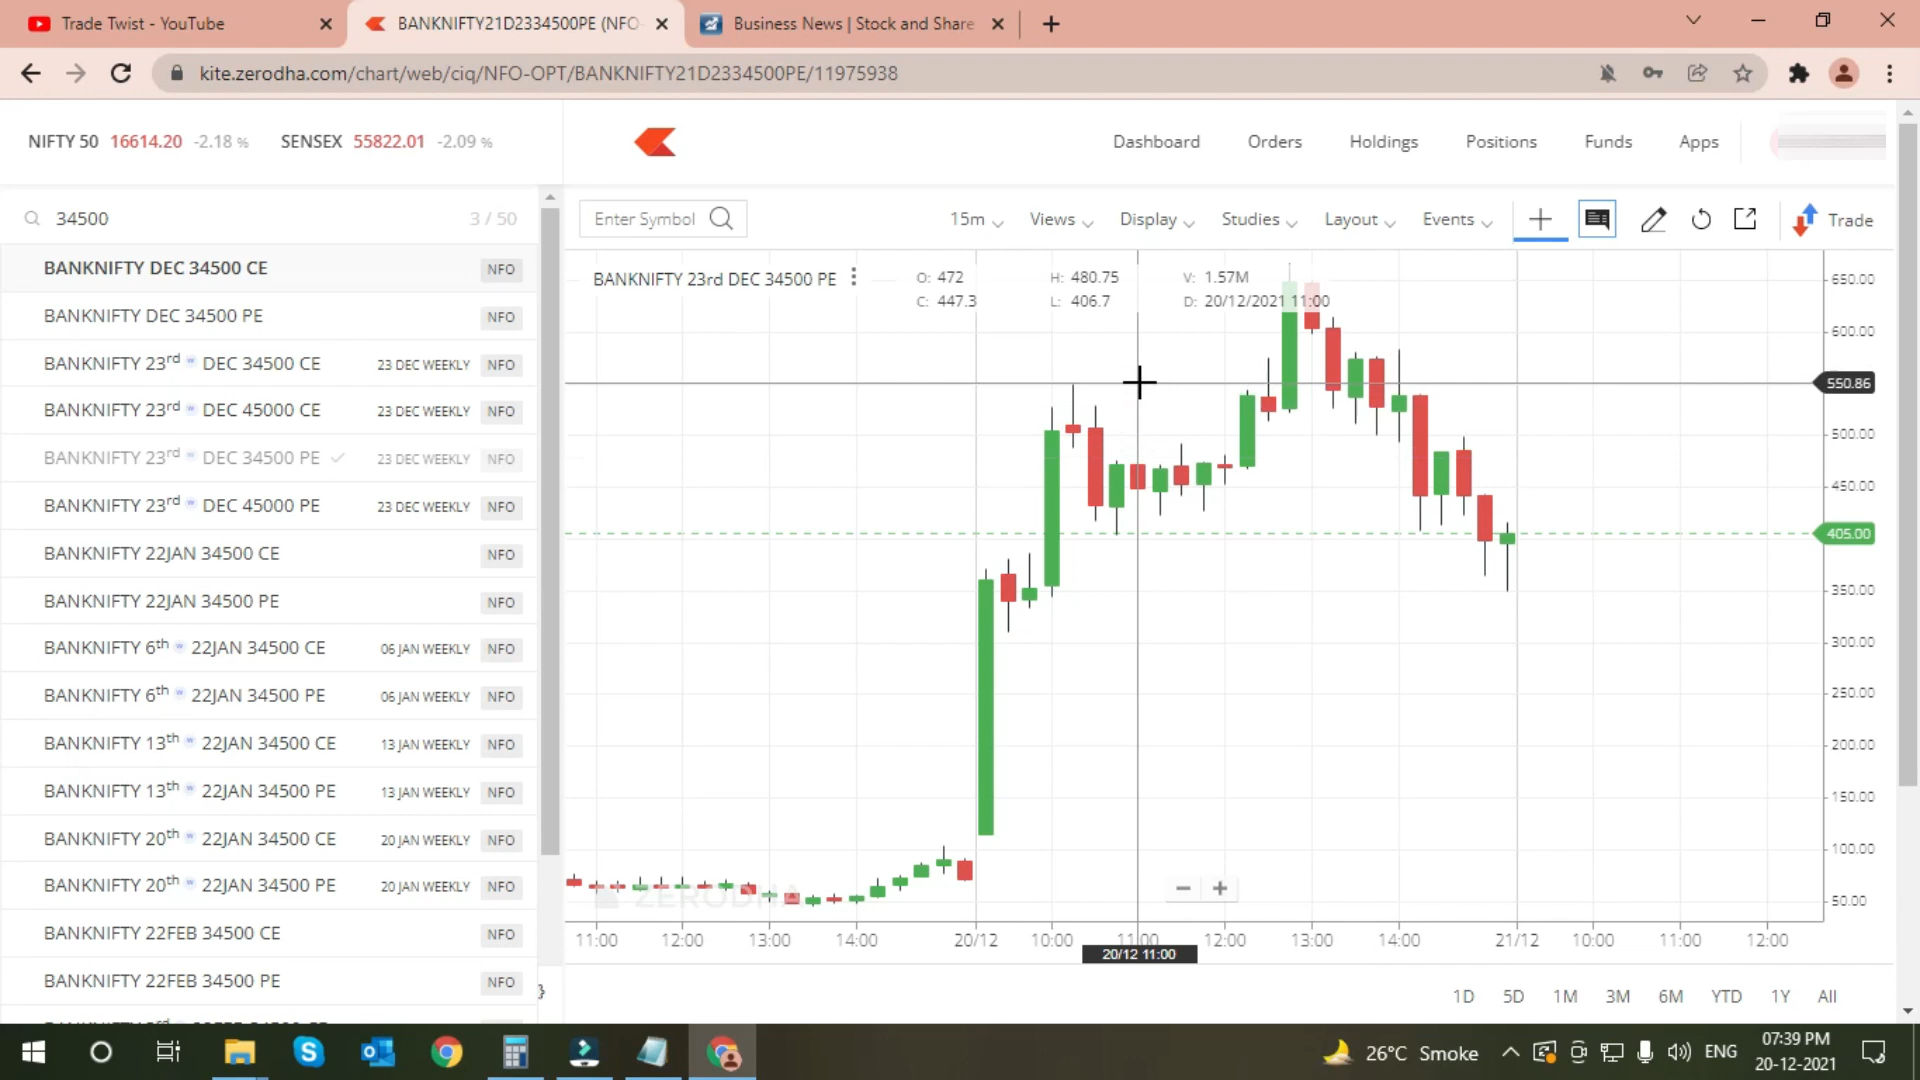 Trade Twist - YouTube
BANKNIFTY21D2334500PE (NFO-
Business News | Stock and Share
kite.zerodha.com/chart/web/ciq/NFO-OPT/BANKNIFTY21D2334500PE/11975938
NIFTY 50 16614.20 -2.18 % SENSEX 55822.01 -2.09 %
Dashboard Orders Holdings Positions Funds Apps
34500 3 / 50
Enter Symbol 15m Views Display Studies Layout Events Trade
BANKNIFTY DEC 34500 CE NFO
BANKNIFTY DEC 34500 PE NFO
BANKNIFTY 23rd w DEC 34500 CE 23 DEC WEEKLY NFO
BANKNIFTY 23rd w DEC 45000 CE 23 DEC WEEKLY NFO
BANKNIFTY 23rd w DEC 34500 PE 23 DEC WEEKLY NFO
BANKNIFTY 23rd w DEC 45000 PE 23 DEC WEEKLY NFO
BANKNIFTY 22JAN 34500 CE NFO
BANKNIFTY 22JAN 34500 PE NFO
BANKNIFTY 6th w 22JAN 34500 CE 06 JAN WEEKLY NFO
BANKNIFTY 6th w 22JAN 34500 PE 06 JAN WEEKLY NFO
BANKNIFTY 13th w 22JAN 34500 CE 13 JAN WEEKLY NFO
BANKNIFTY 13th w 22JAN 34500 PE 13 JAN WEEKLY NFO
BANKNIFTY 20th w 22JAN 34500 CE 20 JAN WEEKLY NFO
BANKNIFTY 20th w 22JAN 34500 PE 20 JAN WEEKLY NFO
BANKNIFTY 22FEB 34500 CE NFO
BANKNIFTY 22FEB 34500 PE NFO
BANKNIFTY 23rd DEC 34500 PE
O: 472 H: 480.75 V: 1.57M
C: 447.3 L: 406.7 D: 20/12/2021 11:00
650.00
600.00
550.86
500.00
450.00
405.00
350.00
300.00
250.00
200.00
150.00
100.00
50.00
ZERODHA
11:00 12:00 13:00 14:00 20/12 10:00 11:00 12:00 13:00 14:00 21/12 10:00 11:00 12:00
20/12 11:00
1D 5D 1M 3M 6M YTD 1Y All
26°C Smoke ENG
07:39 PM
20-12-2021